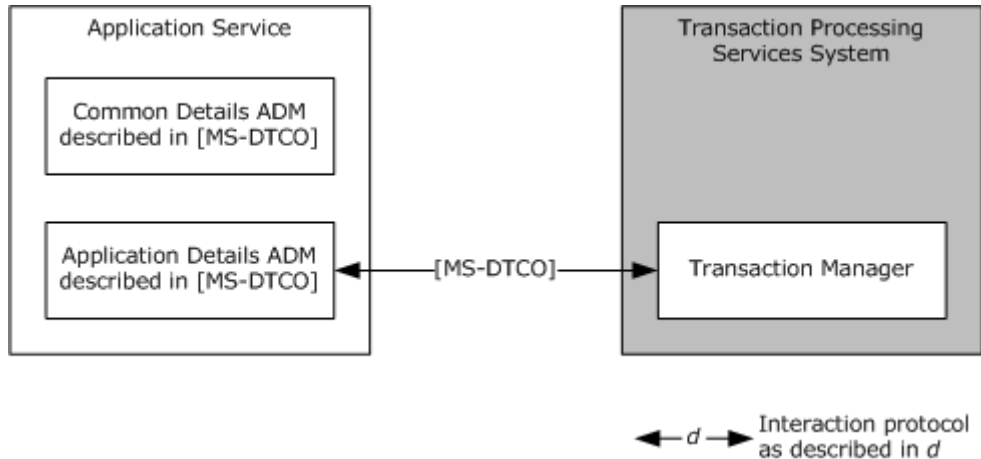 Application Service
Common Details ADM
described in [MS-DTCO]
Application Details ADM
described in [MS-DTCO]
[MS-DTCO]
Transaction Processing
Services System
Transaction Manager
d
Interaction protocol
as described in d